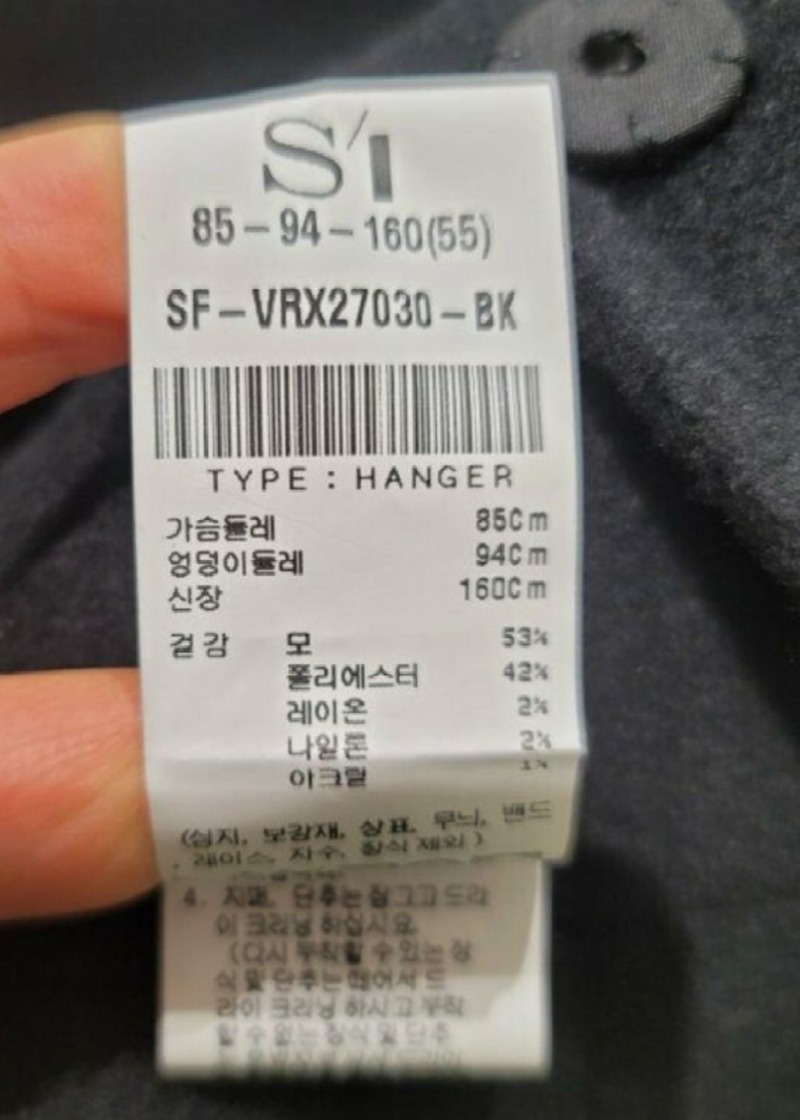 S'I
85-94-160(55)
SF-VRX27030-BK
TYPE : HANGER
가슴둘레 85Cm
엉덩이둘레 94Cm
신장 160Cm
겉감 모 53%
폴리에스터 42%
레이온 2%
나일론 2%
아크릴 1%
(심지, 보강재, 상표, 무늬, 밴드
, 레이스, 자수, 장식 제외)
4. 지퍼, 단추는 잠그고 드라
이 크리닝 하십시요.
(다시 부착할 수 있는 장
식 및 단추는 떼어서 드
라이 크리닝 하시고 부착
할 수 없는 장식 및 단추